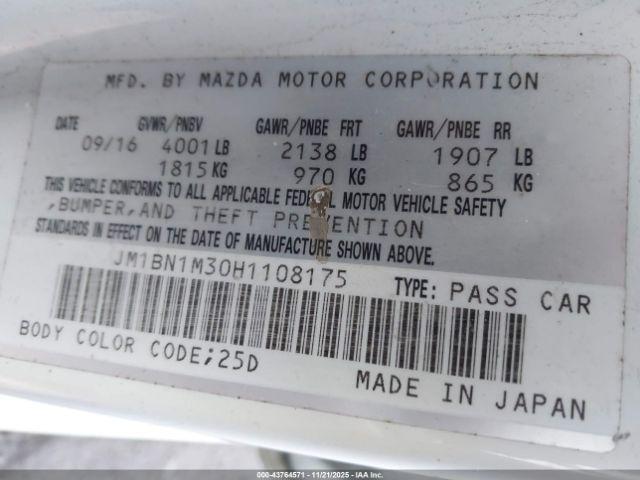 MFD. BY MAZDA MOTOR CORPORATION
DATE GVWR/PNBV GAWR/PNBE FRT GAWR/PNBE RR
09/16 4001 LB 2138 LB 1907 LB
1815 KG 970 KG 865 KG
THIS VEHICLE CONFORMS TO ALL APPLICABLE FEDERAL MOTOR VEHICLE SAFETY
,BUMPER,AND THEFT PREVENTION
STANDARDS IN EFFECT ON THE DATE OF MANUFACTURE SHOWN ABOVE.
JM1BN1M30H1108175 TYPE: PASS CAR
BODY COLOR CODE;25D
MADE IN JAPAN
000-43764571 - 11/21/2025 - IAAI.COM